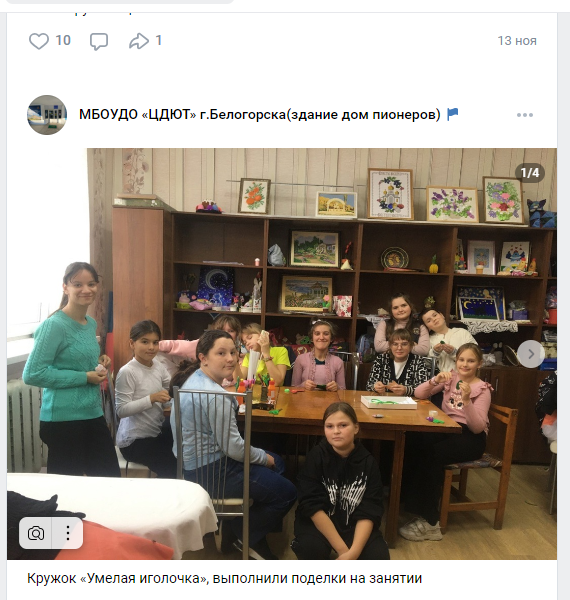 10
1
13 ноя
МБОУДО «ЦДЮТ» г.Белогорска(здание дом пионеров)
1/4
Кружок «Умелая иголочка», выполнили поделки на занятии